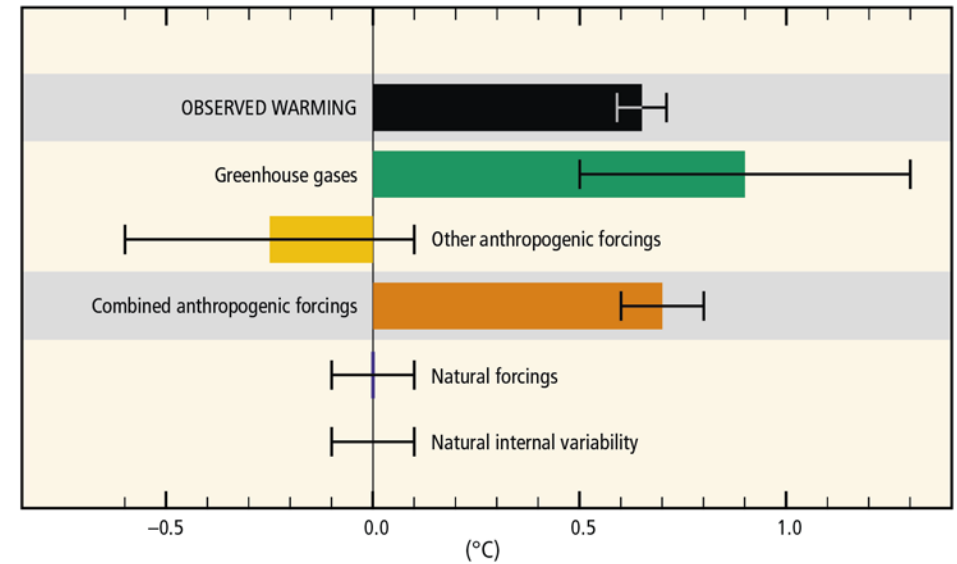 OBSERVED WARMING
Greenhouse gases
Other anthropogenic forcings
Combined anthropogenic forcings
Natural forcings
Natural internal variability
–0.5 0.0 0.5 1.0
(°C)